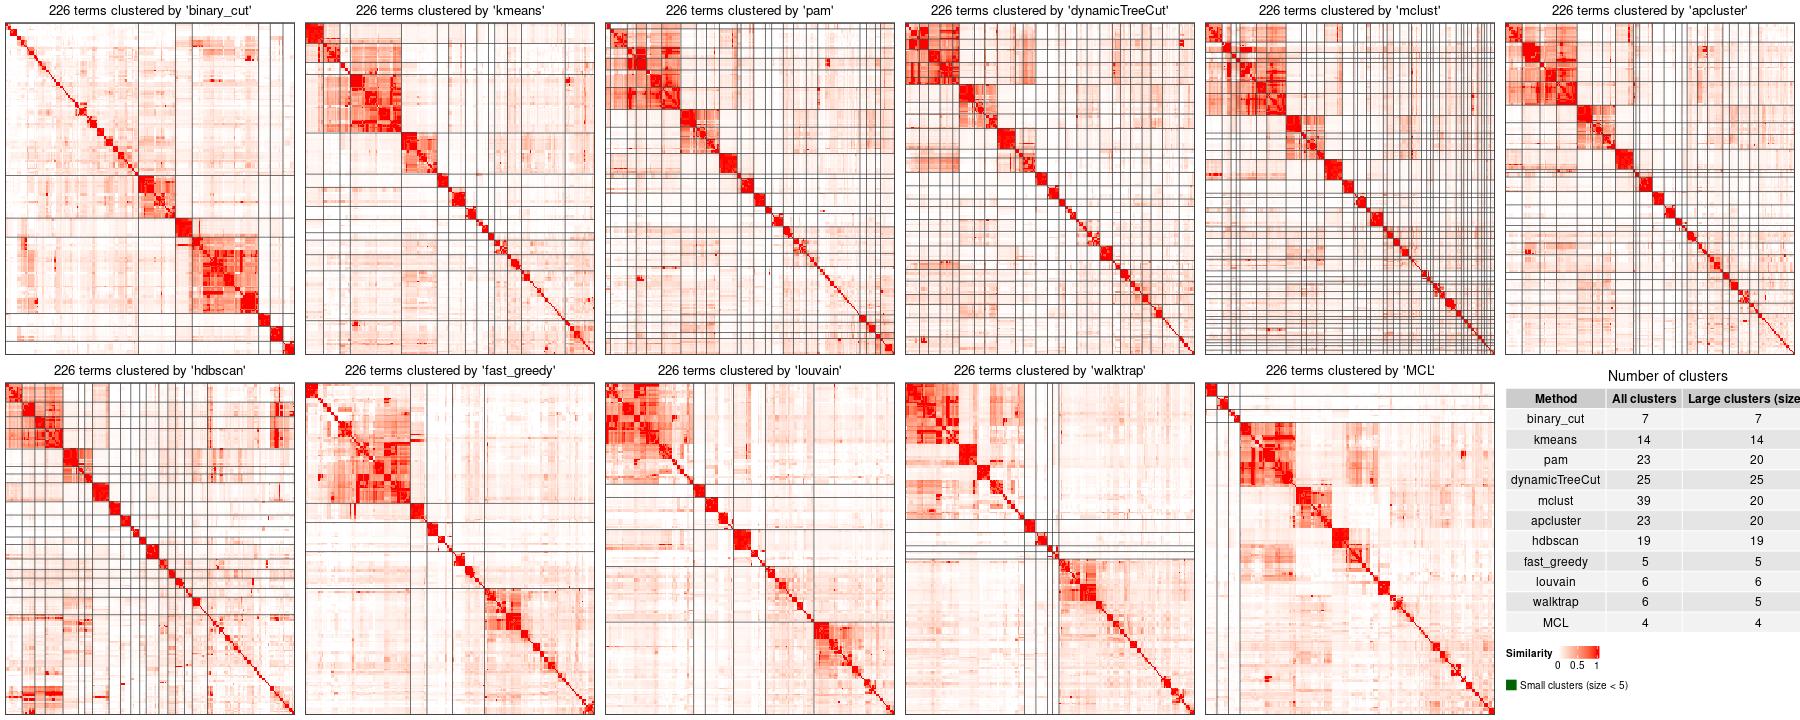 226 terms clustered by 'binary_cut'
226 terms clustered by 'kmeans'
226 terms clustered by 'pam'
226 terms clustered by 'dynamicTreeCut'
226 terms clustered by 'mclust'
226 terms clustered by 'apcluster'
226 terms clustered by 'hdbscan'
226 terms clustered by 'fast_greedy'
226 terms clustered by 'louvain'
226 terms clustered by 'walktrap'
226 terms clustered by 'MCL'
Number of clusters
Method All clusters Large clusters (size
binary_cut 7 7
kmeans 14 14
pam 23 20
dynamicTreeCut 25 25
mclust 39 20
apcluster 23 20
hdbscan 19 19
fast_greedy 5 5
louvain 6 6
walktrap 6 5
MCL 4 4
Similarity
0 0.5 1
Small clusters (size < 5)